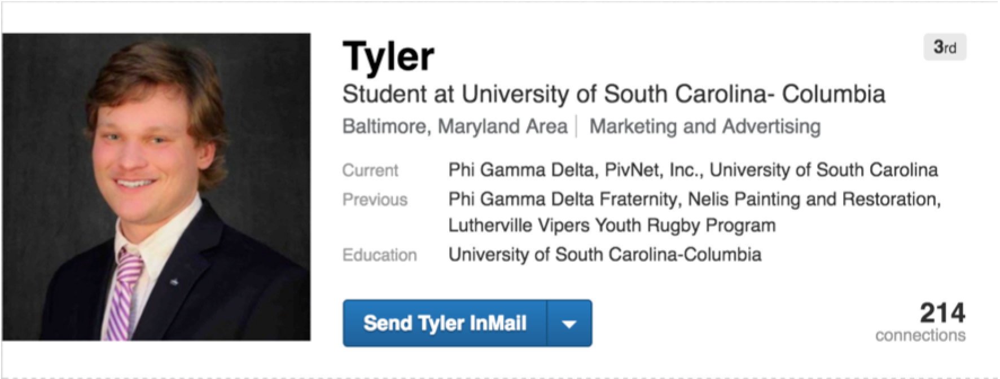 Tyler
3rd
Student at University of South Carolina- Columbia
Baltimore, Maryland Area | Marketing and Advertising
Current Phi Gamma Delta, PivNet, Inc., University of South Carolina
Previous Phi Gamma Delta Fraternity, Nelis Painting and Restoration,
Lutherville Vipers Youth Rugby Program
Education University of South Carolina-Columbia
Send Tyler InMail
214
connections